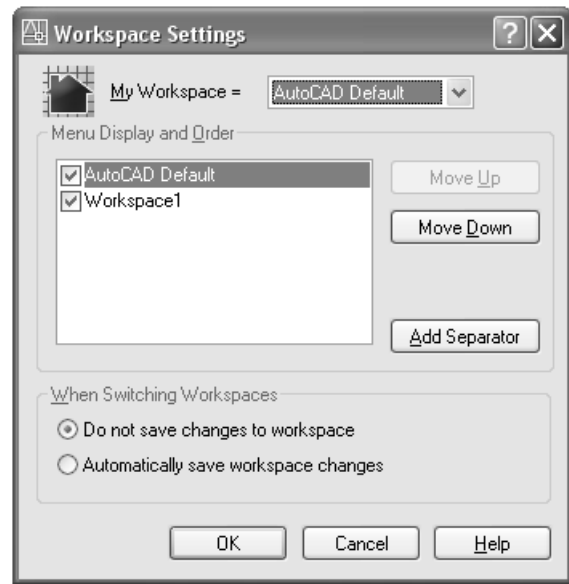 Workspace Settings
My Workspace = AutoCAD Default
Menu Display and Order
AutoCAD Default
Workspace1
Move Up
Move Down
Add Separator
When Switching Workspaces
Do not save changes to workspace
Automatically save workspace changes
OK Cancel Help